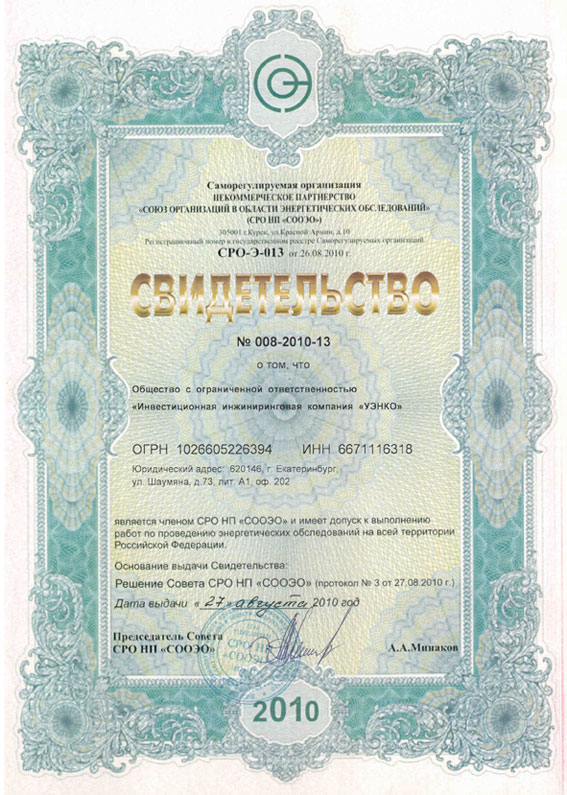 Саморегулируемая организация
НЕКОММЕРЧЕСКОЕ ПАРТНЕРСТВО
«СОЮЗ ОРГАНИЗАЦИЙ В ОБЛАСТИ ЭНЕРГЕТИЧЕСКИХ ОБСЛЕДОВАНИЙ»
(СРО НП «СООЭО»)
305001 г.Курск, ул.Красной Армии, д.10
Регистрационный номер в государственном реестре Саморегулируемых организаций
СРО-Э-013 от 26.08.2010 г.
СВИДЕТЕЛЬСТВО
№ 008-2010-13
о том, что
Общество с ограниченной ответственностью
«Инвестиционная инжиниринговая компания «УЭНКО»
ОГРН 1026605226394 ИНН 6671116318
Юридический адрес: 620146, г. Екатеринбург,
ул. Шаумяна, д.73, лит. А1, оф. 202
является членом СРО НП «СООЭО» и имеет допуск к выполнению
работ по проведению энергетических обследований на всей территории
Российской Федерации.
Основание выдачи Свидетельства:
Решение Совета СРО НП «СООЭО» (протокол № 3 от 27.08.2010 г.)
Дата выдачи « 27 » августа 2010 год
Председатель Совета
СРО НП «СООЭО» А.А.Минаков
СРО НП
«СООЭО»
2010